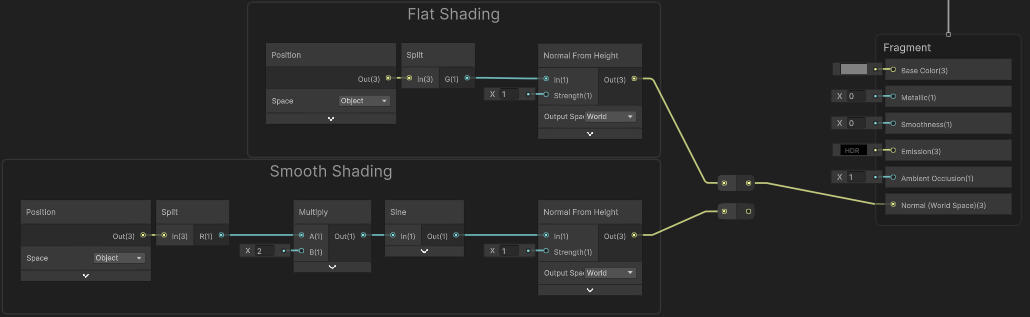 Flat Shading
Position
Out(3)
Space
Object
Split
In(3)
G(1)
Normal From Height
In(1)
Out(3)
X 1
Strength(1)
Output Spac
World
Smooth Shading
Position
Out(3)
Space
Object
Split
In(3)
R(1)
Multiply
A(1)
Out(1)
X 2
B(1)
Sine
In(1)
Out(1)
Normal From Height
In(1)
Out(3)
X 1
Strength(1)
Output Spac
World
Fragment
Base Color(3)
X 0
Metallic(1)
X 0
Smoothness(1)
HDR
Emission(3)
X 1
Ambient Occlusion(1)
Normal (World Space)(3)